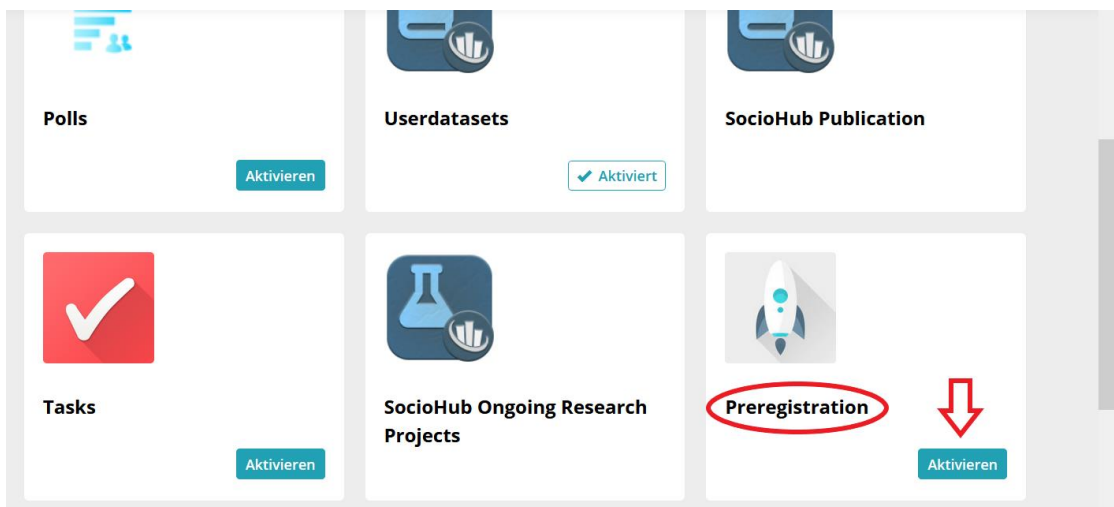 Polls
Userdatasets
SocioHub Publication
Aktivieren
Aktiviert
Tasks
SocioHub Ongoing Research
Projects
Preregistration
Aktivieren
Aktivieren